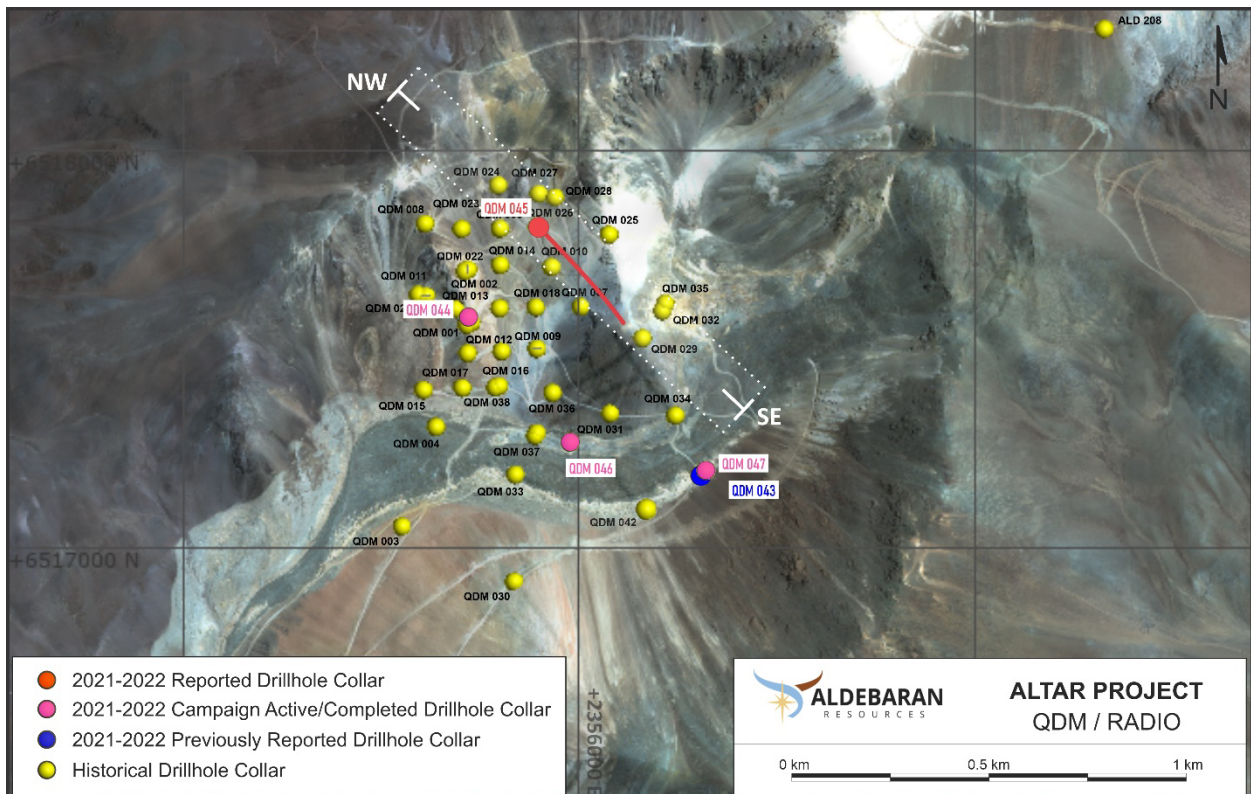 ALD 208
N
NW
+6518000 N
QDM 024
QDM 027
QDM 028
QDM 008
QDM 023
QDM 045
QDM 026
QDM 025
QDM 022
QDM 014
QDM 010
QDM 002
QDM 011
QDM 013
QDM 018
QDM 035
QDM 044
QDM 032
QDM 001
QDM 012
QDM 009
QDM 029
QDM 017
QDM 016
QDM 015
QDM 038
QDM 036
QDM 034
SE
QDM 004
QDM 031
QDM 037
QDM 046
QDM 047
QDM 033
QDM 043
QDM 042
QDM 003
+6517000 N
QDM 030
+2356000 E
2021-2022 Reported Drillhole Collar
2021-2022 Campaign Active/Completed Drillhole Collar
2021-2022 Previously Reported Drillhole Collar
Historical Drillhole Collar
ALDEBARAN
RESOURCES
ALTAR PROJECT
QDM / RADIO
0 km
0.5 km
1 km